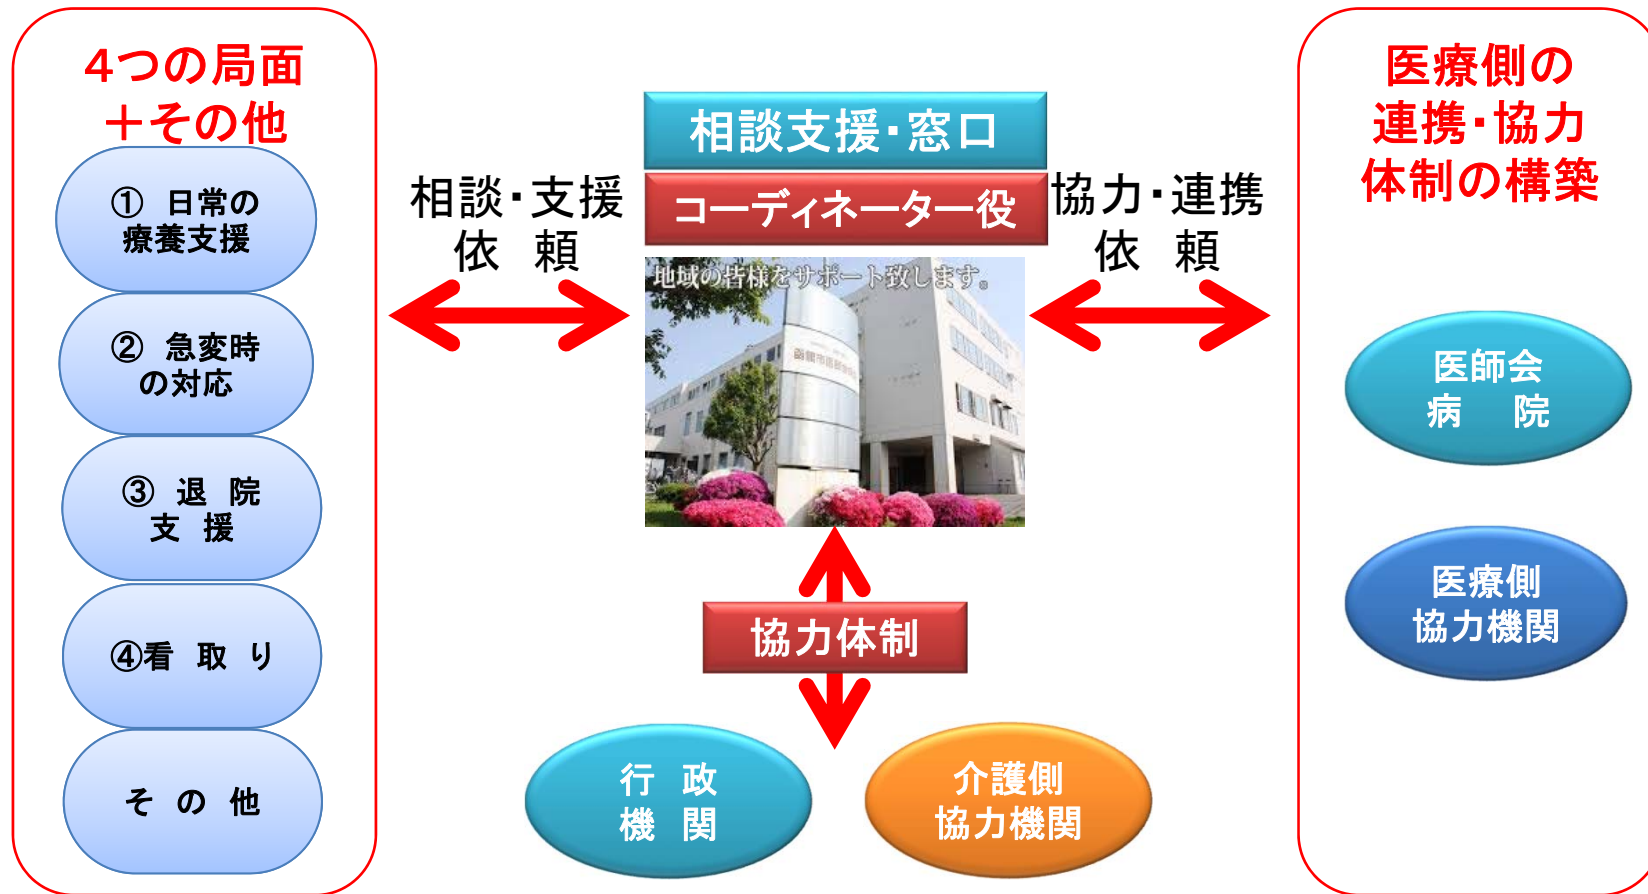 4つの局面
＋その他
① 日常の
療養支援
② 急変時
の対応
③ 退 院
支 援
④看 取 り
そ の 他
相談・支援
依 頼
相談支援・窓口
コーディネーター役
地域の皆様をサポート致します。
協力・連携
依 頼
協力体制
行 政
機 関
介護側
協力機関
医療側の
連携・協力
体制の構築
医師会
病 院
医療側
協力機関